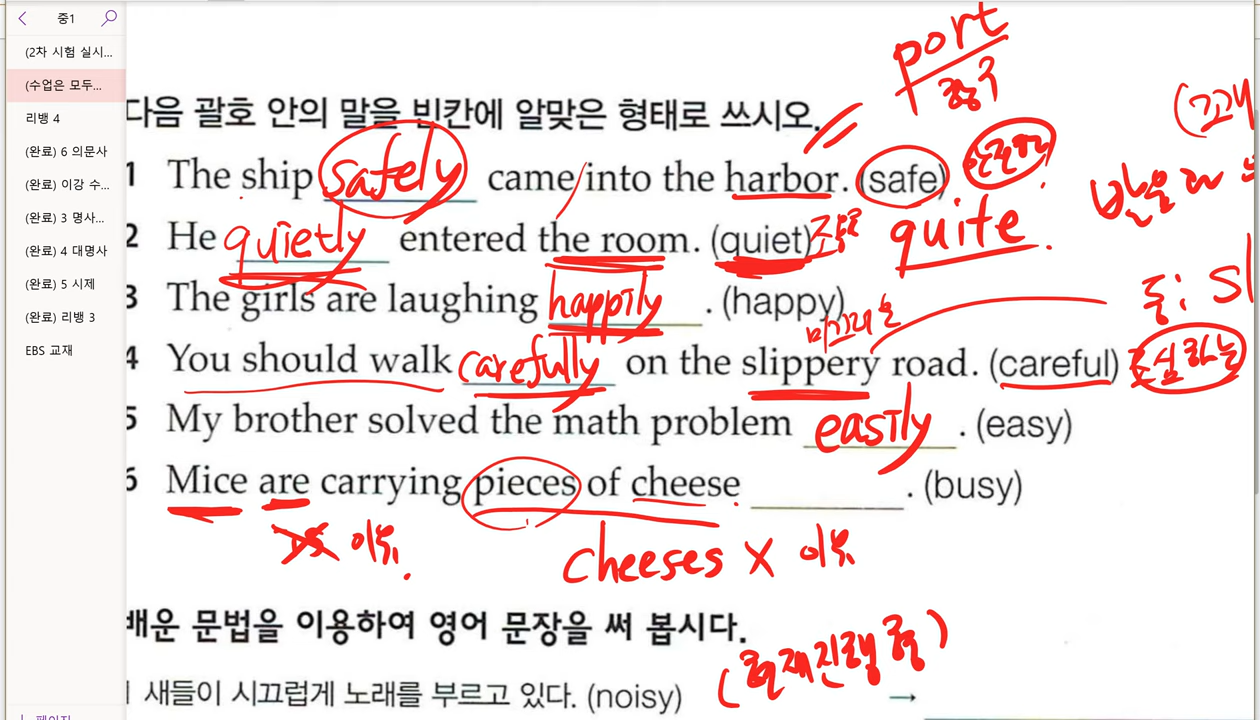 중1
(2차 시험 실시...
(수업은 모두...
리뱅 4
(완료) 6 의문사
(완료) 이강 수...
(완료) 3 명사...
(완료) 4 대명사
(완료) 5 시제
(완료) 리뱅 3
EBS 교재
port
항구
다음 괄호 안의 말을 빈칸에 알맞은 형태로 쓰시오.
1 The ship safely came into the harbor. (safe) 안전한
2 He quietly entered the room. (quiet) 조용 quite
3 The girls are laughing happily . (happy)
미끄러운
4 You should walk carefully on the slippery road. (careful) 조심하는
5 My brother solved the math problem easily . (easy)
6 Mice are carrying pieces of cheese . (busy)
is 이유
cheeses X 이유
배운 문법을 이용하여 영어 문장을 써 봅시다.
(현재진행형)
새들이 시끄럽게 노래를 부르고 있다. (noisy) →